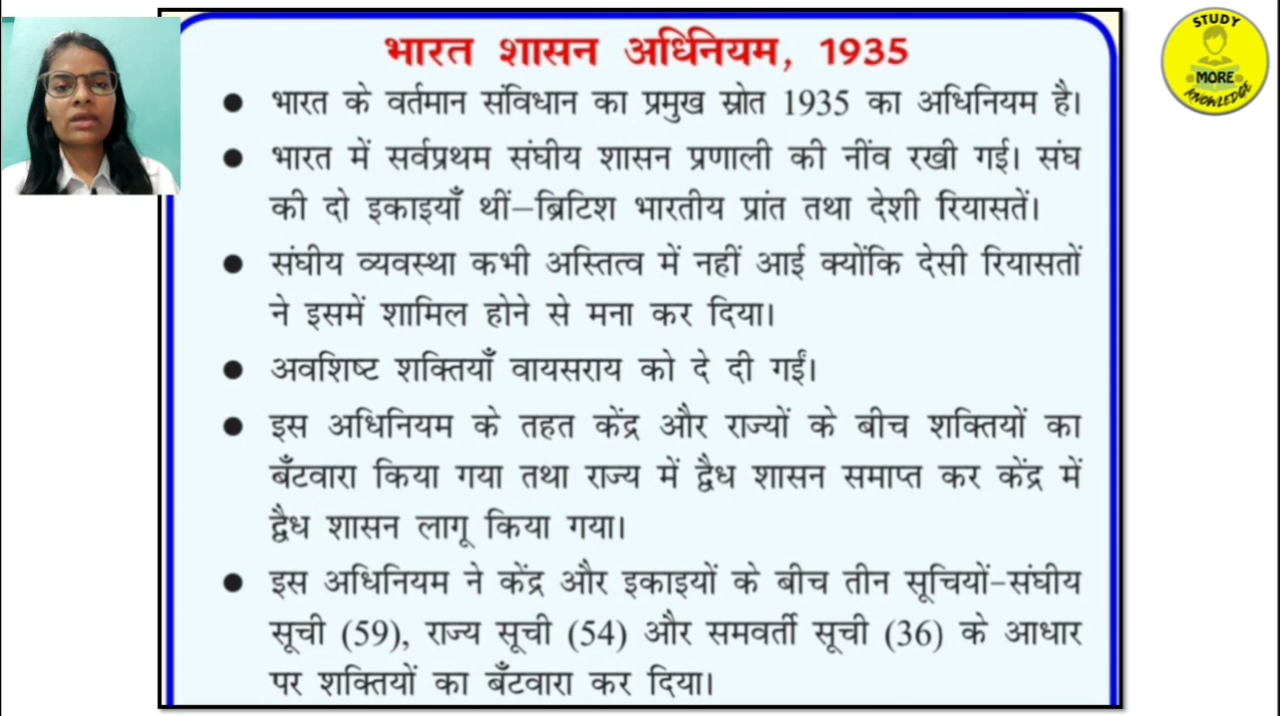 भारत शासन अधिनियम, 1935
● भारत के वर्तमान संविधान का प्रमुख स्रोत 1935 का अधिनियम है।
● भारत में सर्वप्रथम संघीय शासन प्रणाली की नींव रखी गई। संघ
की दो इकाइयाँ थीं–ब्रिटिश भारतीय प्रांत तथा देशी रियासतें।
● संघीय व्यवस्था कभी अस्तित्व में नहीं आई क्योंकि देसी रियासतों
ने इसमें शामिल होने से मना कर दिया।
● अवशिष्ट शक्तियाँ वायसराय को दे दी गईं।
● इस अधिनियम के तहत केंद्र और राज्यों के बीच शक्तियों का
बँटवारा किया गया तथा राज्य में द्वैध शासन समाप्त कर केंद्र में
द्वैध शासन लागू किया गया।
● इस अधिनियम ने केंद्र और इकाइयों के बीच तीन सूचियों–संघीय
सूची (59), राज्य सूची (54) और समवर्ती सूची (36) के आधार
पर शक्तियों का बँटवारा कर दिया।
STUDY
MORE
KNOWLEDGE